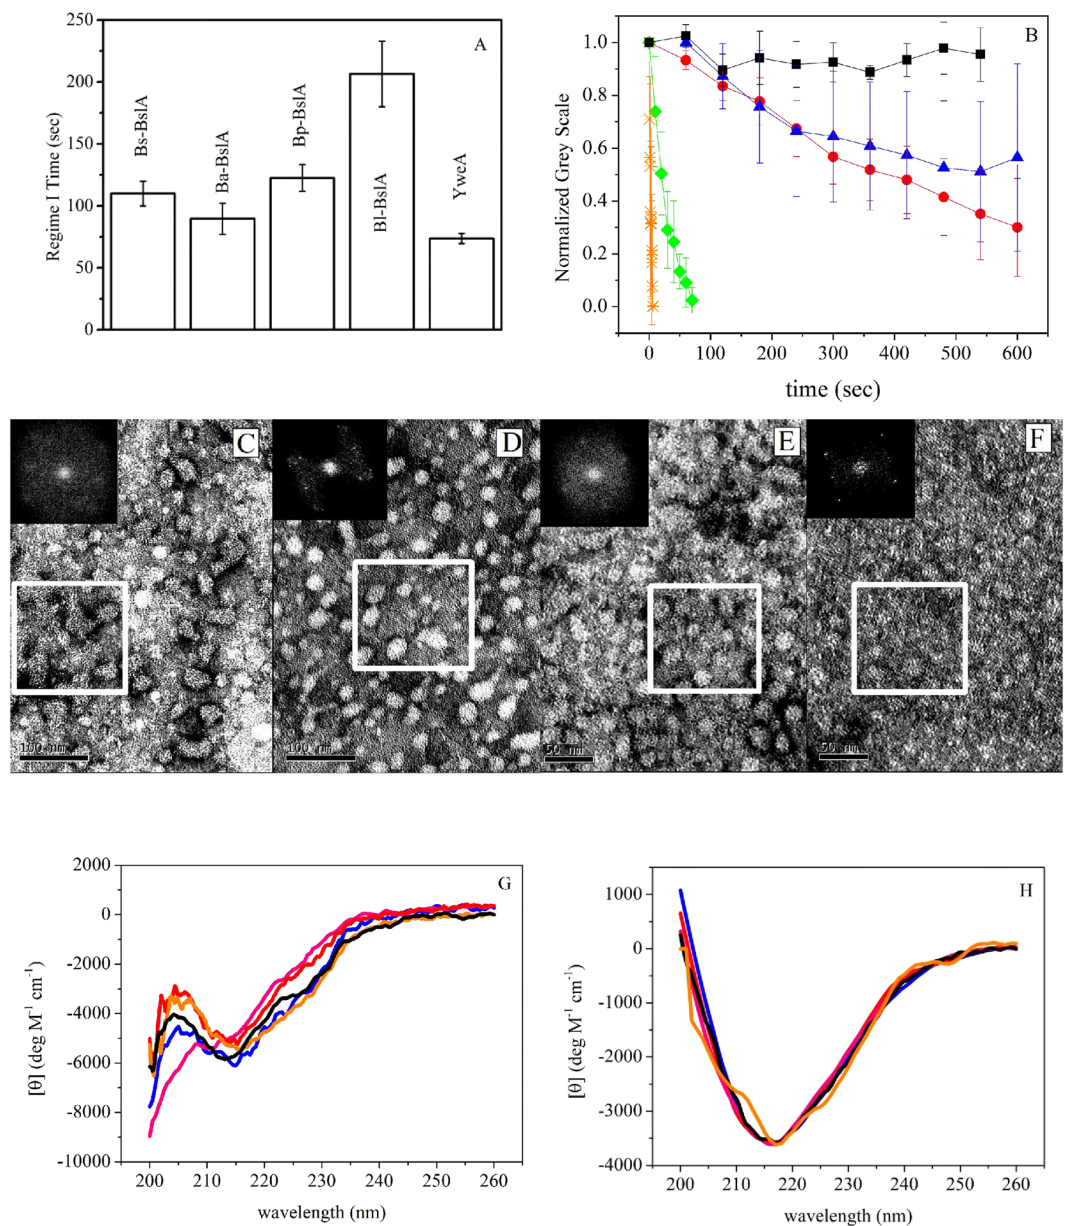 A
Regime I Time (sec)
250
200
150
100
50
0
Bs-BslA
Ba-BslA
Bp-BslA
Bl-BslA
YweA
B
Normalized Grey Scale
1.0
0.8
0.6
0.4
0.2
0.0
0 100 200 300 400 500 600
time (sec)
C
100 nm
D
100 nm
E
50 nm
F
50 nm
G
[θ] (deg M⁻¹ cm⁻¹)
2000
0
-2000
-4000
-6000
-8000
-10000
200 210 220 230 240 250 260
wavelength (nm)
H
[θ] (deg M⁻¹ cm⁻¹)
1000
0
-1000
-2000
-3000
-4000
200 210 220 230 240 250 260
wavelength (nm)